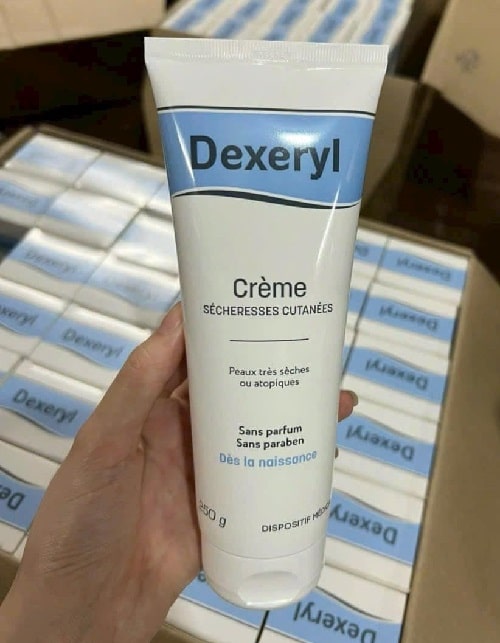 Dexeryl
Crème
SÉCHERESSES CUTANÉES
Peaux très sèches
ou atopiques
Sans parfum
Sans paraben
Dès la naissance
250 g
DISPOSITIF
Dexeryl
Dexeryl
Dexeryl
Dexeryl
Dexeryl
Dexeryl
Dexeryl
Dexeryl
Dexeryl